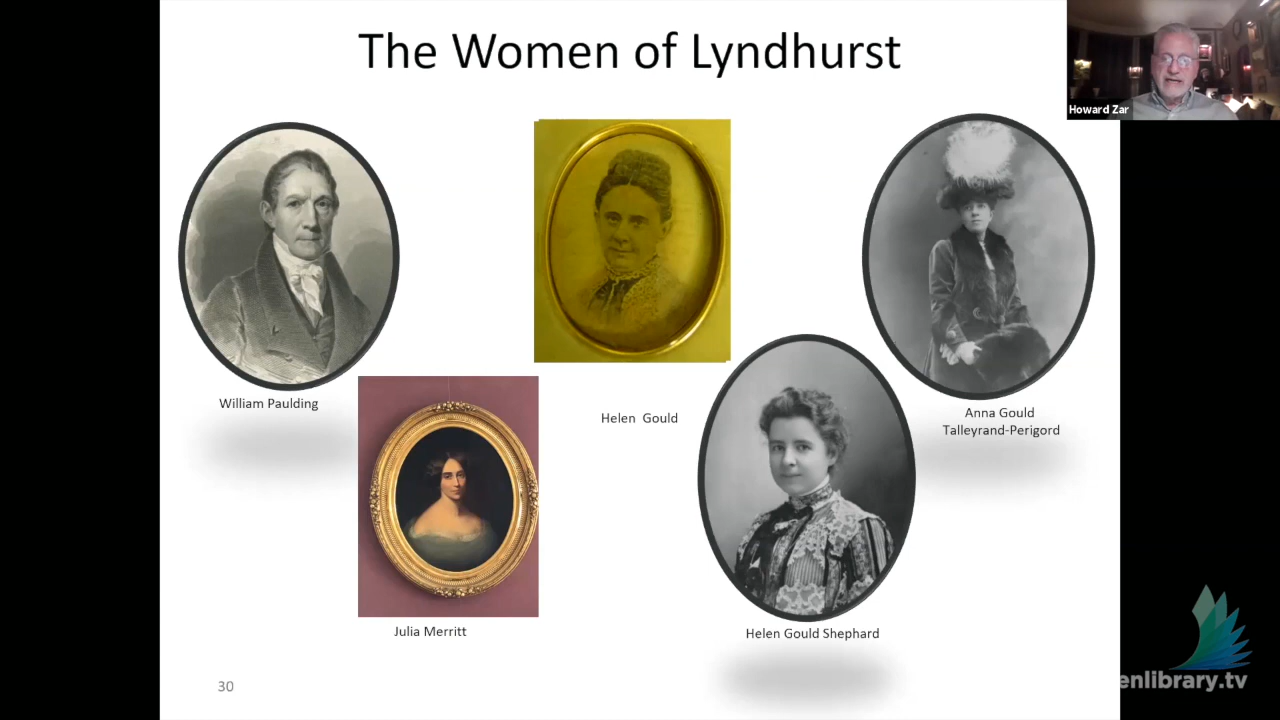 The Women of Lyndhurst
Howard Zar
William Paulding
Helen Gould
Anna Gould
Talleyrand-Perigord
Julia Merritt
Helen Gould Shephard
30
enlibrary.tv